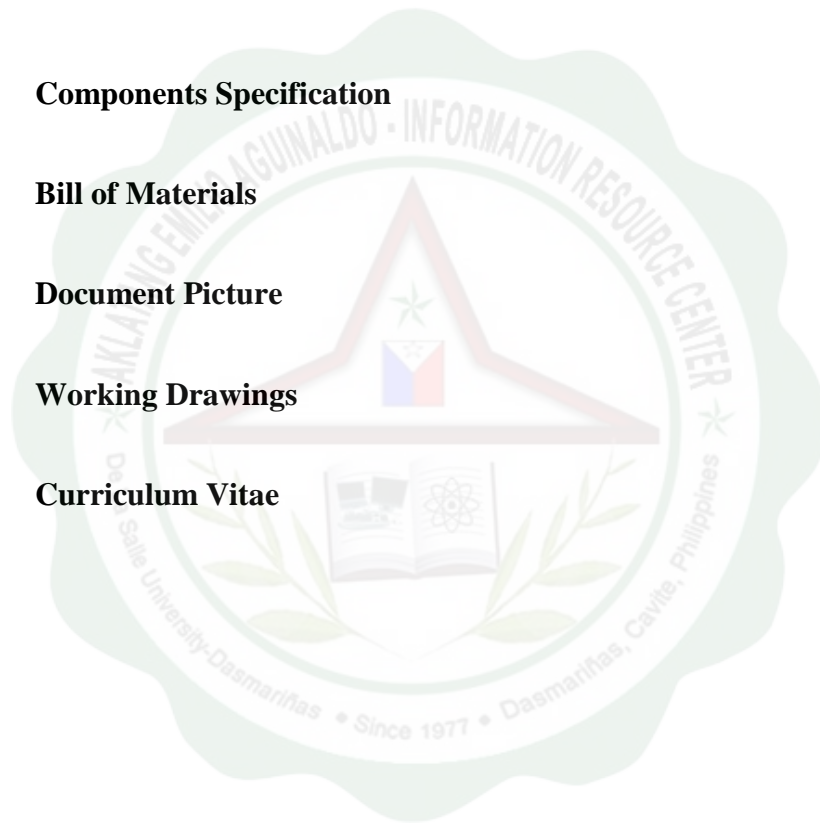 Components Specification
Bill of Materials
Document Picture
Working Drawings
Curriculum Vitae
AKLATANG EMILIO AGUINALDO - INFORMATION RESOURCE CENTER
De La Salle University-Dasmariñas • Since 1977 • Dasmariñas, Cavite, Philippines